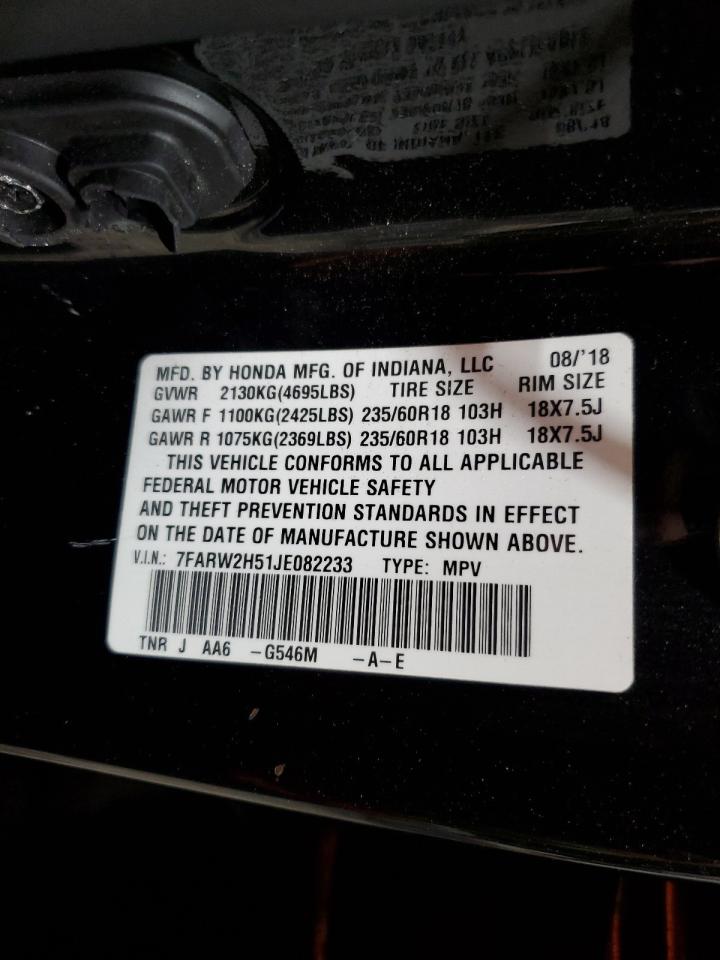 MFD. BY HONDA MFG. OF INDIANA, LLC 08/'18
GVWR 2130KG(4695LBS) TIRE SIZE RIM SIZE
GAWR F 1100KG(2425LBS) 235/60R18 103H 18X7.5J
GAWR R 1075KG(2369LBS) 235/60R18 103H 18X7.5J
THIS VEHICLE CONFORMS TO ALL APPLICABLE
FEDERAL MOTOR VEHICLE SAFETY
AND THEFT PREVENTION STANDARDS IN EFFECT
ON THE DATE OF MANUFACTURE SHOWN ABOVE.
V.I.N.: 7FARW2H51JE082233 TYPE: MPV
TNR J AA6 -G546M -A-E